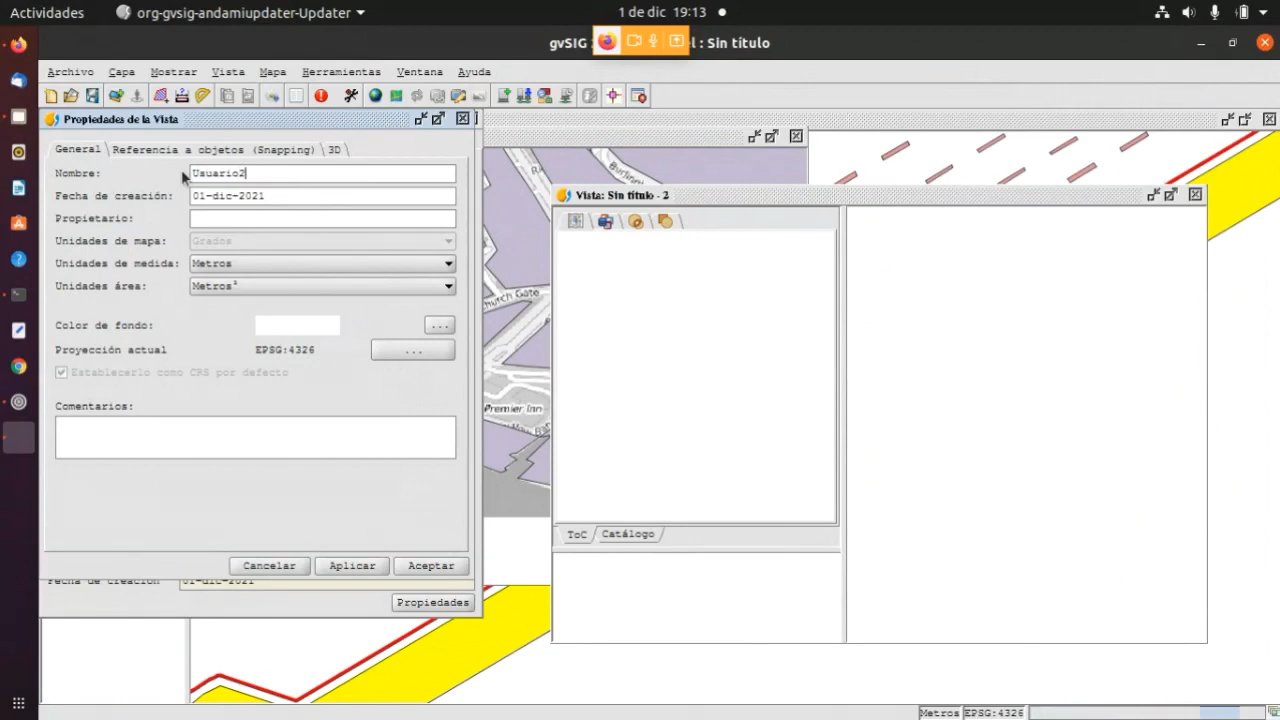 Actividades
org-gvsig-andamiupdater-Updater
1 de dic 19:13
gvSIG
el : Sin título
Archivo Capa Mostrar Vista Mapa Herramientas Ventana Ayuda
Propiedades de la Vista
General Referencia a objetos (Snapping) 3D
Nombre: Usuario2
Fecha de creación: 01-dic-2021
Propietario:
Unidades de mapa: Grados
Unidades de medida: Metros
Unidades área: Metros²
Color de fondo: ...
Proyección actual EPSG:4326 ...
Establecerlo como CRS por defecto
Comentarios:
Cancelar Aplicar Aceptar
Fecha de creación 01-dic-2021
Propiedades
Church Gate
Premier Inn
Vista: Sin título - 2
ToC Catálogo
Metros EPSG:4326